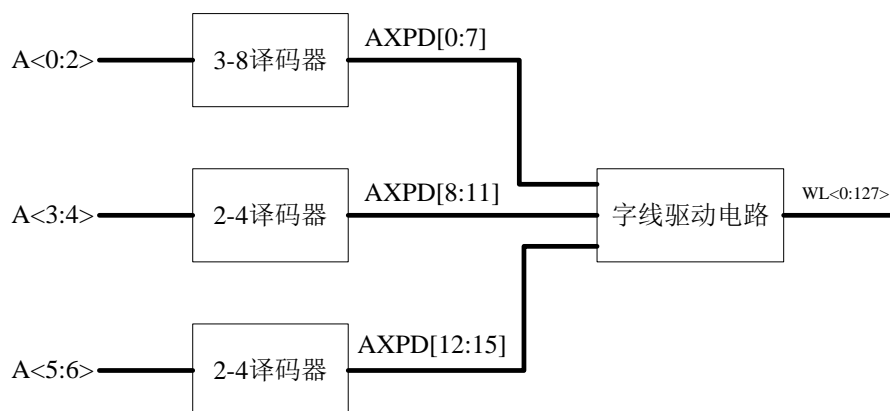 A<0:2>
3-8译码器
AXPD[0:7]
A<3:4>
2-4译码器
AXPD[8:11]
字线驱动电路
WL<0:127>
A<5:6>
2-4译码器
AXPD[12:15]